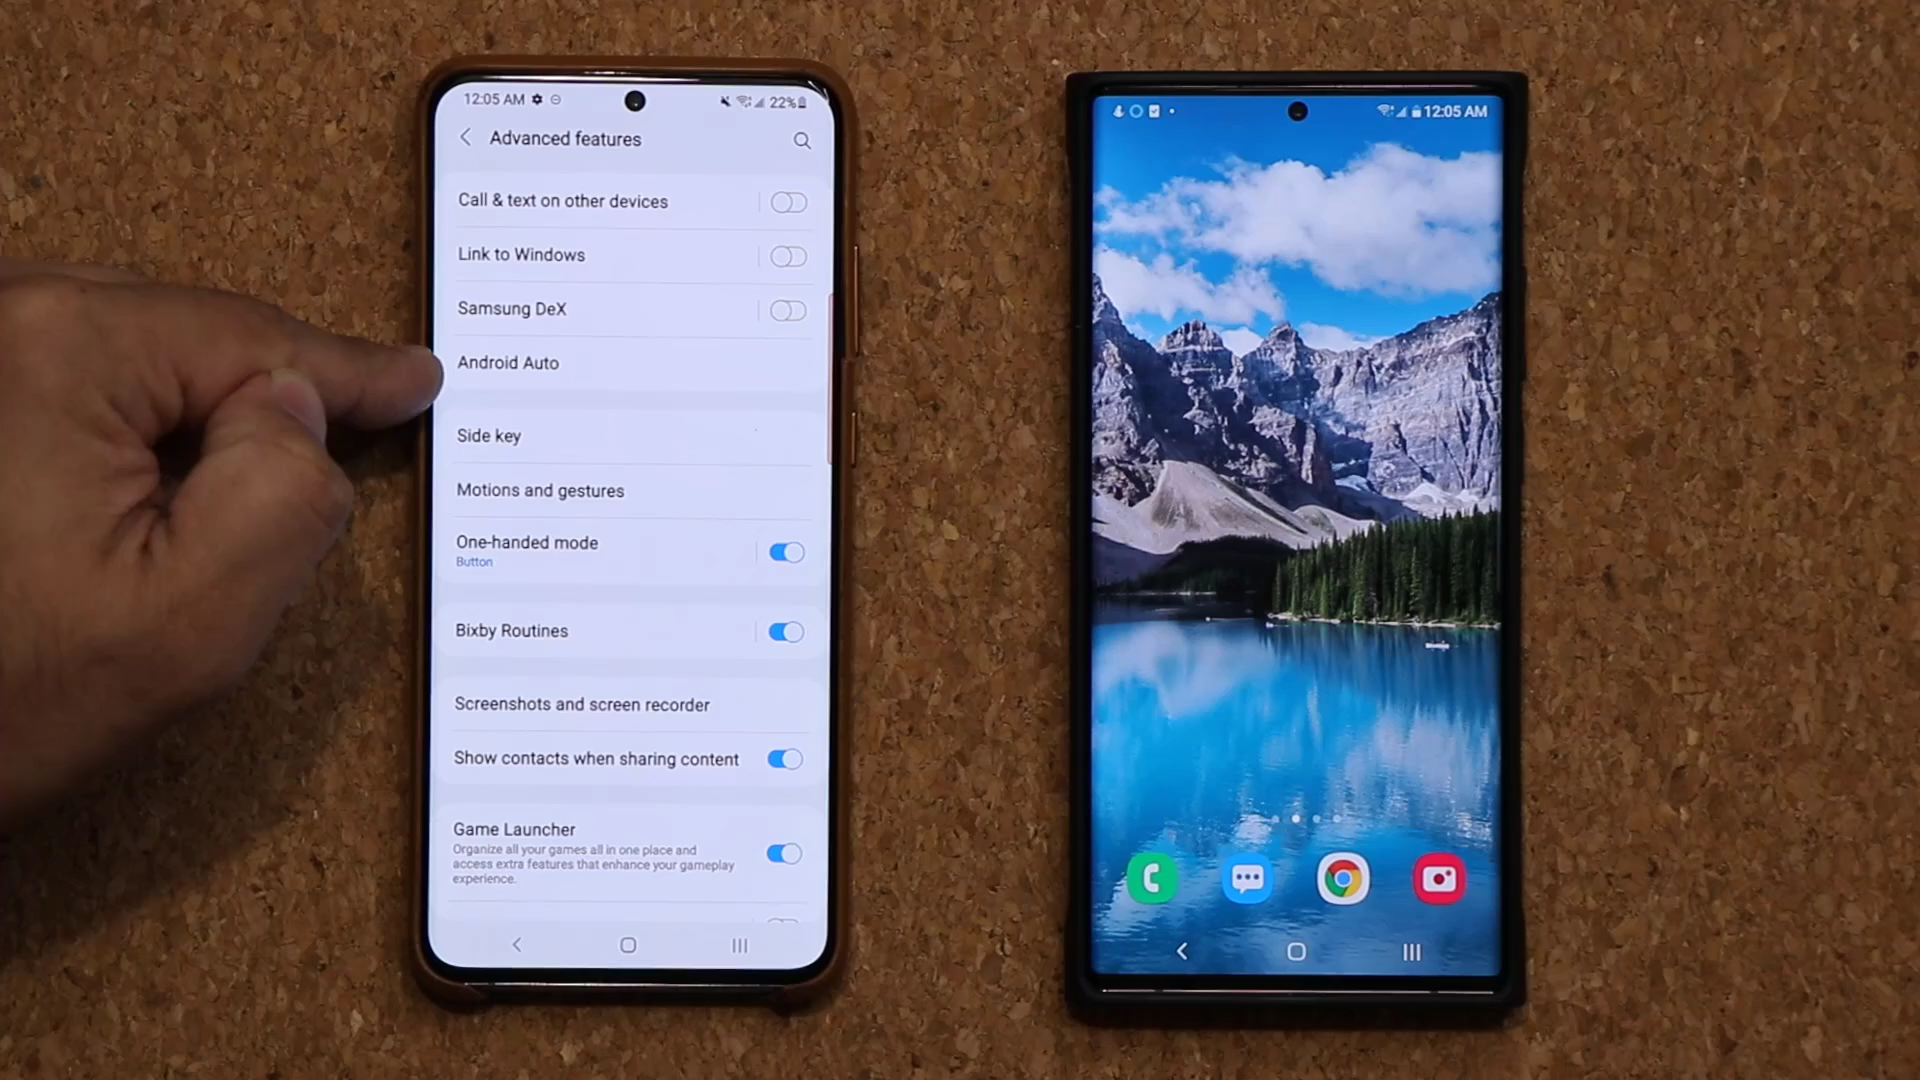 12:05 AM
22%
Advanced features
Call & text on other devices
Link to Windows
Samsung DeX
Android Auto
Side key
Motions and gestures
One-handed mode
Button
Bixby Routines
Screenshots and screen recorder
Show contacts when sharing content
Game Launcher
Organize all your games all in one place and
access extra features that enhance your gameplay
experience.
12:05 AM